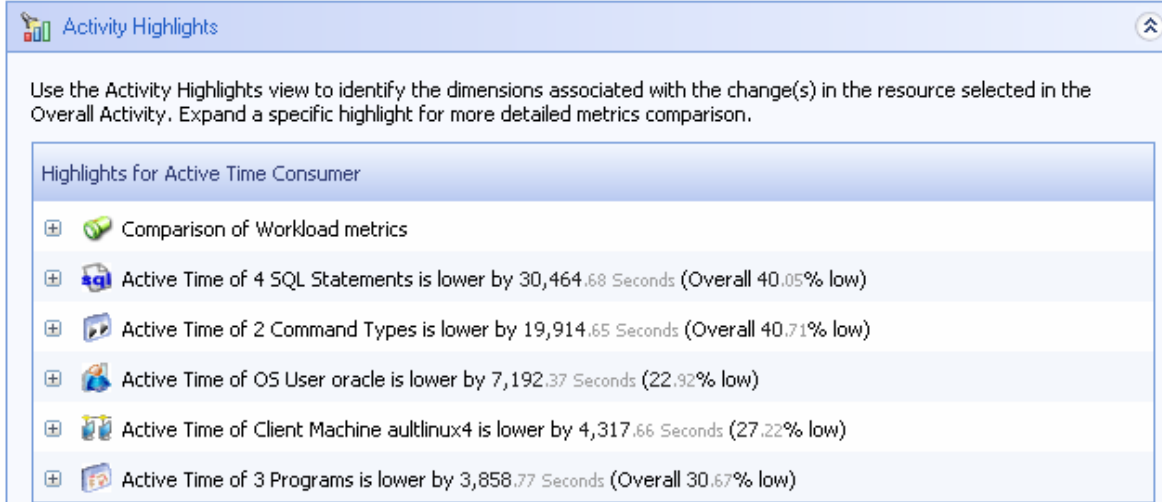 Activity Highlights
Use the Activity Highlights view to identify the dimensions associated with the change(s) in the resource selected in the
Overall Activity. Expand a specific highlight for more detailed metrics comparison.
Highlights for Active Time Consumer
Comparison of Workload metrics
sql Active Time of 4 SQL Statements is lower by 30,464.68 Seconds (Overall 40.05% low)
Active Time of 2 Command Types is lower by 19,914.65 Seconds (Overall 40.71% low)
Active Time of OS User oracle is lower by 7,192.37 Seconds (22.92% low)
Active Time of Client Machine aultlinux4 is lower by 4,317.66 Seconds (27.22% low)
Active Time of 3 Programs is lower by 3,858.77 Seconds (Overall 30.67% low)